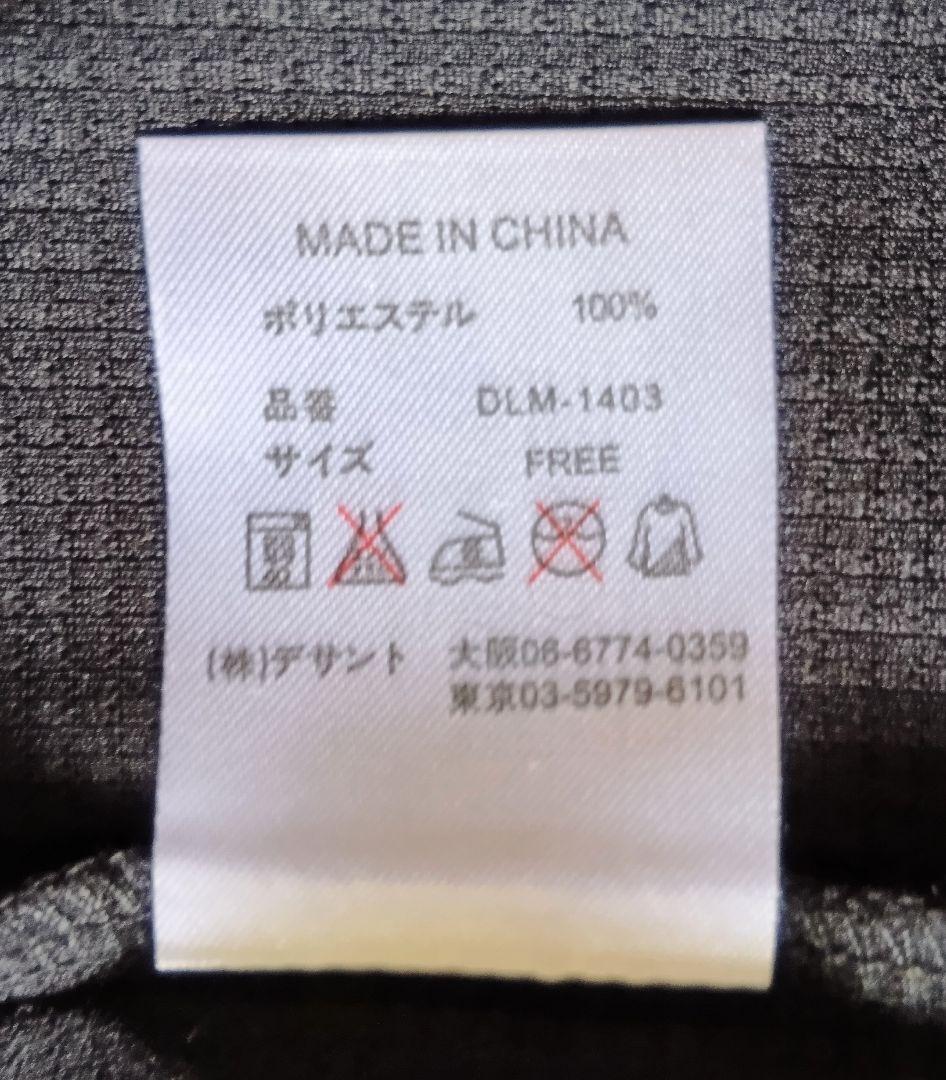 MADE IN CHINA
ポリエステル 100%
品番 DLM-1403
サイズ FREE
40
(株)デサント 大阪06-6774-0359
東京03-5979-6101